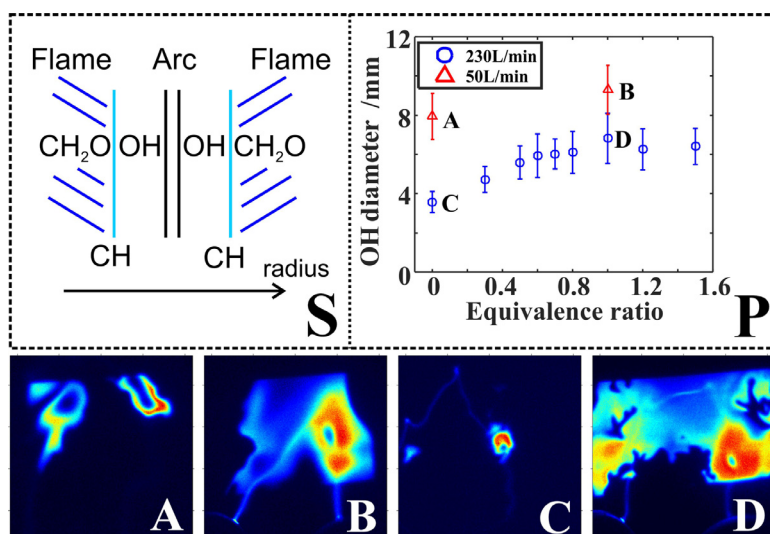 Flame Arc Flame
CH₂O OH OH CH₂O
CH CH
radius
S
OH diameter /mm
12
8
4
0
230L/min
50L/min
A
B
C
D
0 0.4 0.8 1.2 1.6
Equivalence ratio
P
A
B
C
D